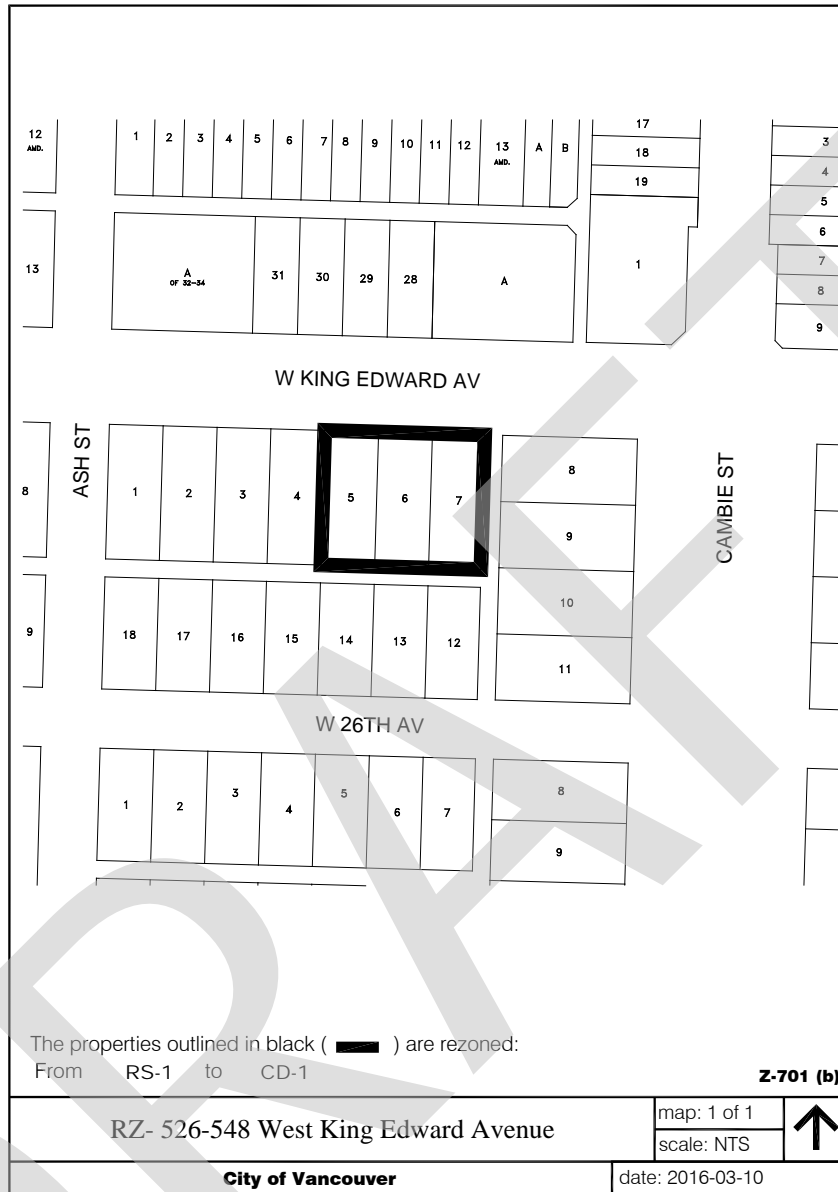 17
12 1 2 3 4 5 6 7 8 9 10 11 12 13 A B 18 3
AMD. AMD. 4
19 5
6
13 A 31 30 29 28 A 1 7
OF 32-34 8
9
W KING EDWARD AV
ASH ST
CAMBIE ST
8 1 2 3 4 5 6 7 8
9
10
9 18 17 16 15 14 13 12 11
W 26TH AV
1 2 3 4 5 6 7 8
9
The properties outlined in black ( ) are rezoned:
From RS-1 to CD-1
Z-701 (b)
RZ- 526-548 West King Edward Avenue
map: 1 of 1
scale: NTS
City of Vancouver
date: 2016-03-10
DRAFT